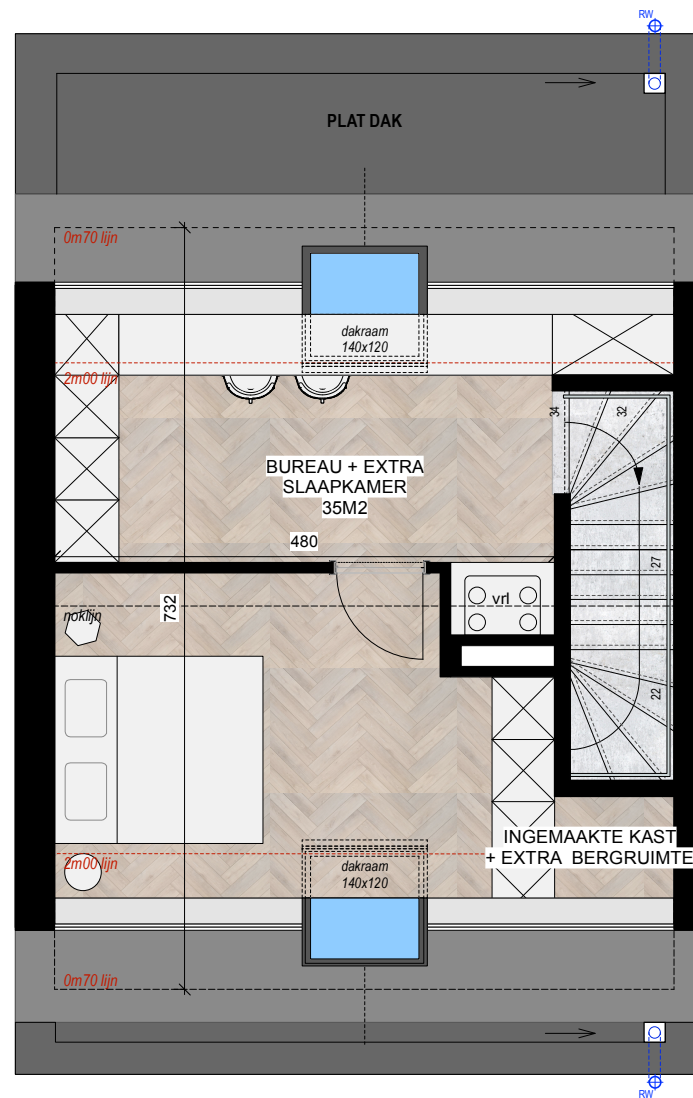 RW
PLAT DAK
0m70 lijn
dakraam
140x120
2m00 lijn
34
32
BUREAU + EXTRA
SLAAPKAMER
35M2
480
27
vrl
732
noklijn
22
INGEMAAKTE KAST
+ EXTRA BERGRUIMTE
2m00 lijn
dakraam
140x120
0m70 lijn
RW